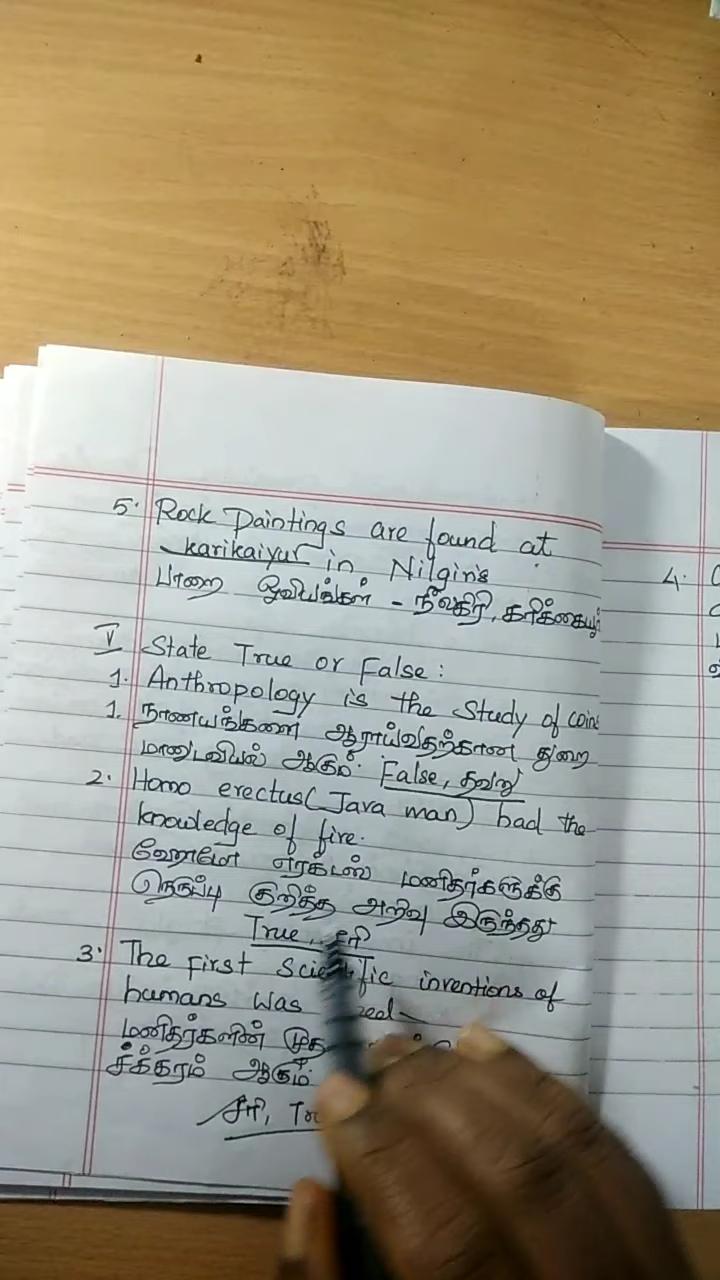 5. Rock Paintings are found at
karikaiyur in Nilgiris
பாறை ஓவியங்கள் - நீலகிரி, கரிக்கையூர்
V State True or False :
1. Anthropology is the Study of coins
1. நாணயங்களை ஆராய்வதற்கான துறை
மானுடவியல் ஆகும். False, தவறு
2. Homo erectus (Java man) had the
knowledge of fire.
ஹோமோ எரக்டஸ் மனிதர்களுக்கு
நெருப்பு குறித்த அறிவு இருந்தது
True, சரி
3. The first Scientific inventions of
humans was
மனிதர்களின்
சக்கரம் ஆகும்
சரி,
4.